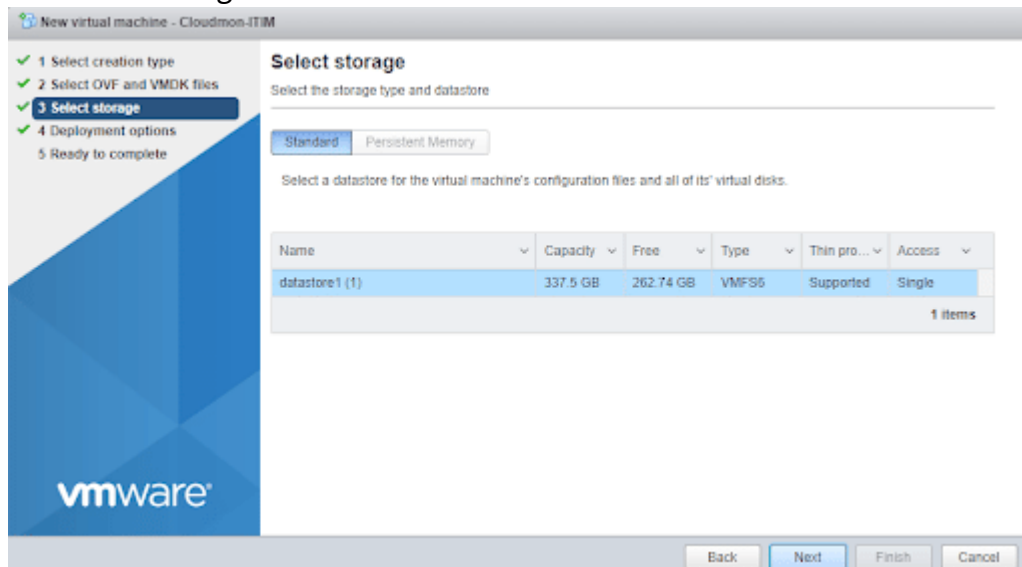 New virtual machine - Cloudmon-ITIM
1 Select creation type
2 Select OVF and VMDK files
3 Select storage
4 Deployment options
5 Ready to complete
vmware®
Select storage
Select the storage type and datastore
Standard Persistent Memory
Select a datastore for the virtual machine's configuration files and all of its' virtual disks.
Name Capacity Free Type Thin pro... Access
datastore1 (1) 337.5 GB 262.74 GB VMFS6 Supported Single
1 items
Back Next Finish Cancel